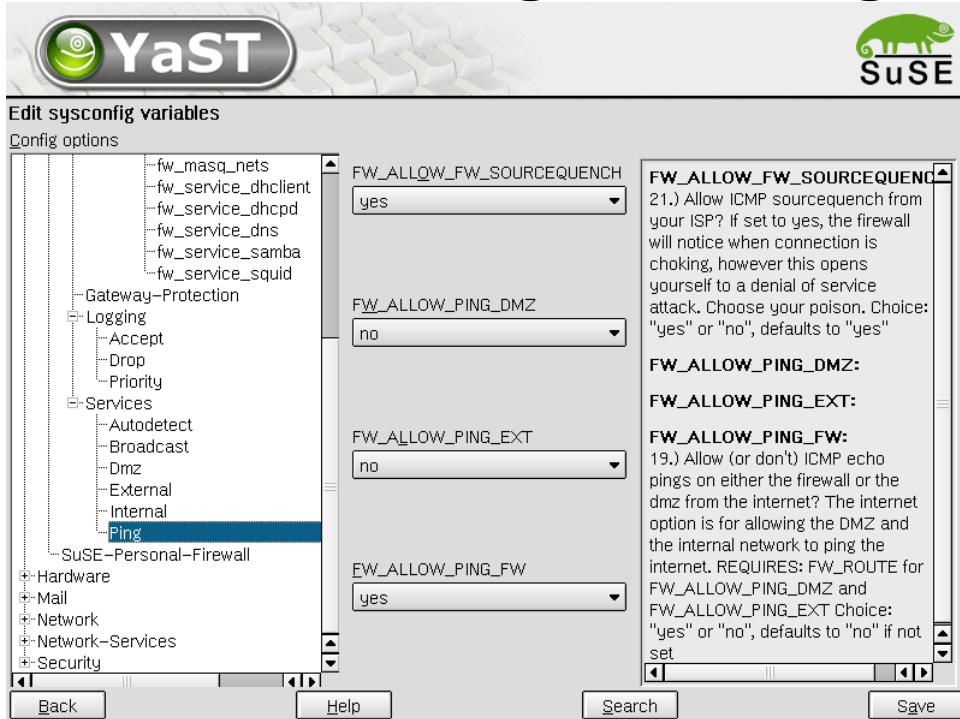 YaST
SuSE
Edit sysconfig variables
Config options
fw_masq_nets
fw_service_dhclient
fw_service_dhcpd
fw_service_dns
fw_service_samba
fw_service_squid
Gateway-Protection
Logging
Accept
Drop
Priority
Services
Autodetect
Broadcast
Dmz
External
Internal
Ping
SuSE-Personal-Firewall
Hardware
Mail
Network
Network-Services
Security
FW_ALLOW_FW_SOURCEQUENCH
yes
FW_ALLOW_PING_DMZ
no
FW_ALLOW_PING_EXT
no
FW_ALLOW_PING_FW
yes
FW_ALLOW_FW_SOURCEQUENC
21.) Allow ICMP sourcequench from
your ISP? If set to yes, the firewall
will notice when connection is
choking, however this opens
yourself to a denial of service
attack. Choose your poison. Choice:
"yes" or "no", defaults to "yes"
FW_ALLOW_PING_DMZ:
FW_ALLOW_PING_EXT:
FW_ALLOW_PING_FW:
19.) Allow (or don't) ICMP echo
pings on either the firewall or the
dmz from the internet? The internet
option is for allowing the DMZ and
the internal network to ping the
internet. REQUIRES: FW_ROUTE for
FW_ALLOW_PING_DMZ and
FW_ALLOW_PING_EXT Choice:
"yes" or "no", defaults to "no" if not
set
Back
Help
Search
Save